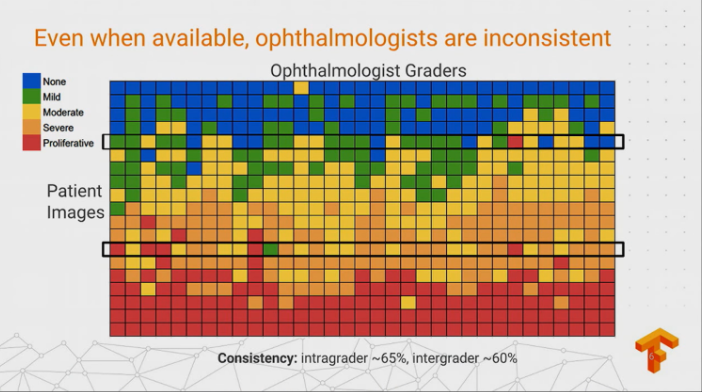 Even when available, ophthalmologists are inconsistent
Ophthalmologist Graders
None
Mild
Moderate
Severe
Proliferative
Patient
Images
Consistency: intragrader ~65%, intergrader ~60%
6